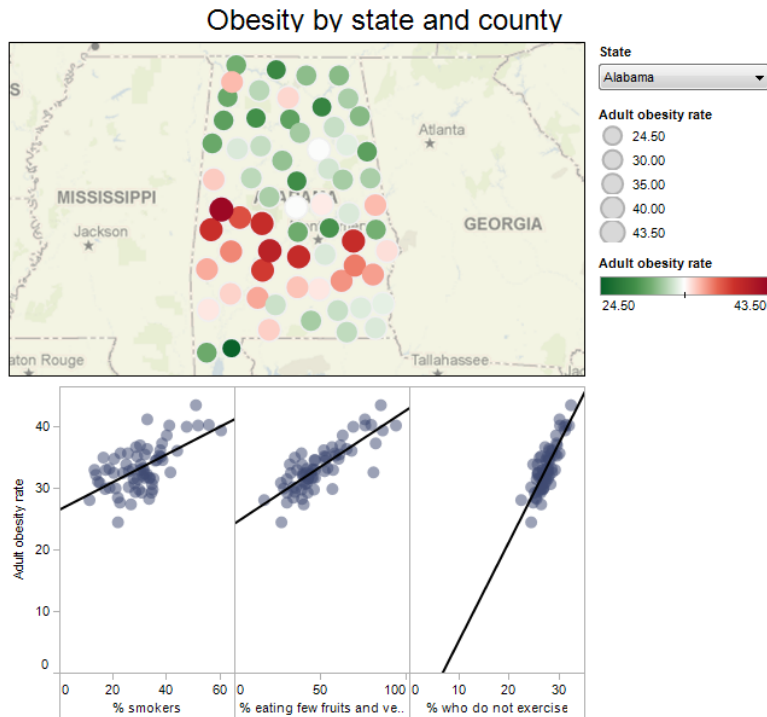 Obesity by state and county
State
Alabama
Adult obesity rate
24.50
30.00
35.00
40.00
43.50
Adult obesity rate
24.50 43.50
S
MISSISSIPPI
Jackson
Atlanta
GEORGIA
aton Rouge
Tallahassee
Adult obesity rate
40
30
20
10
0
0 20 40 60
% smokers
0 50 100
% eating few fruits and ve..
0 10 20 30
% who do not exercise